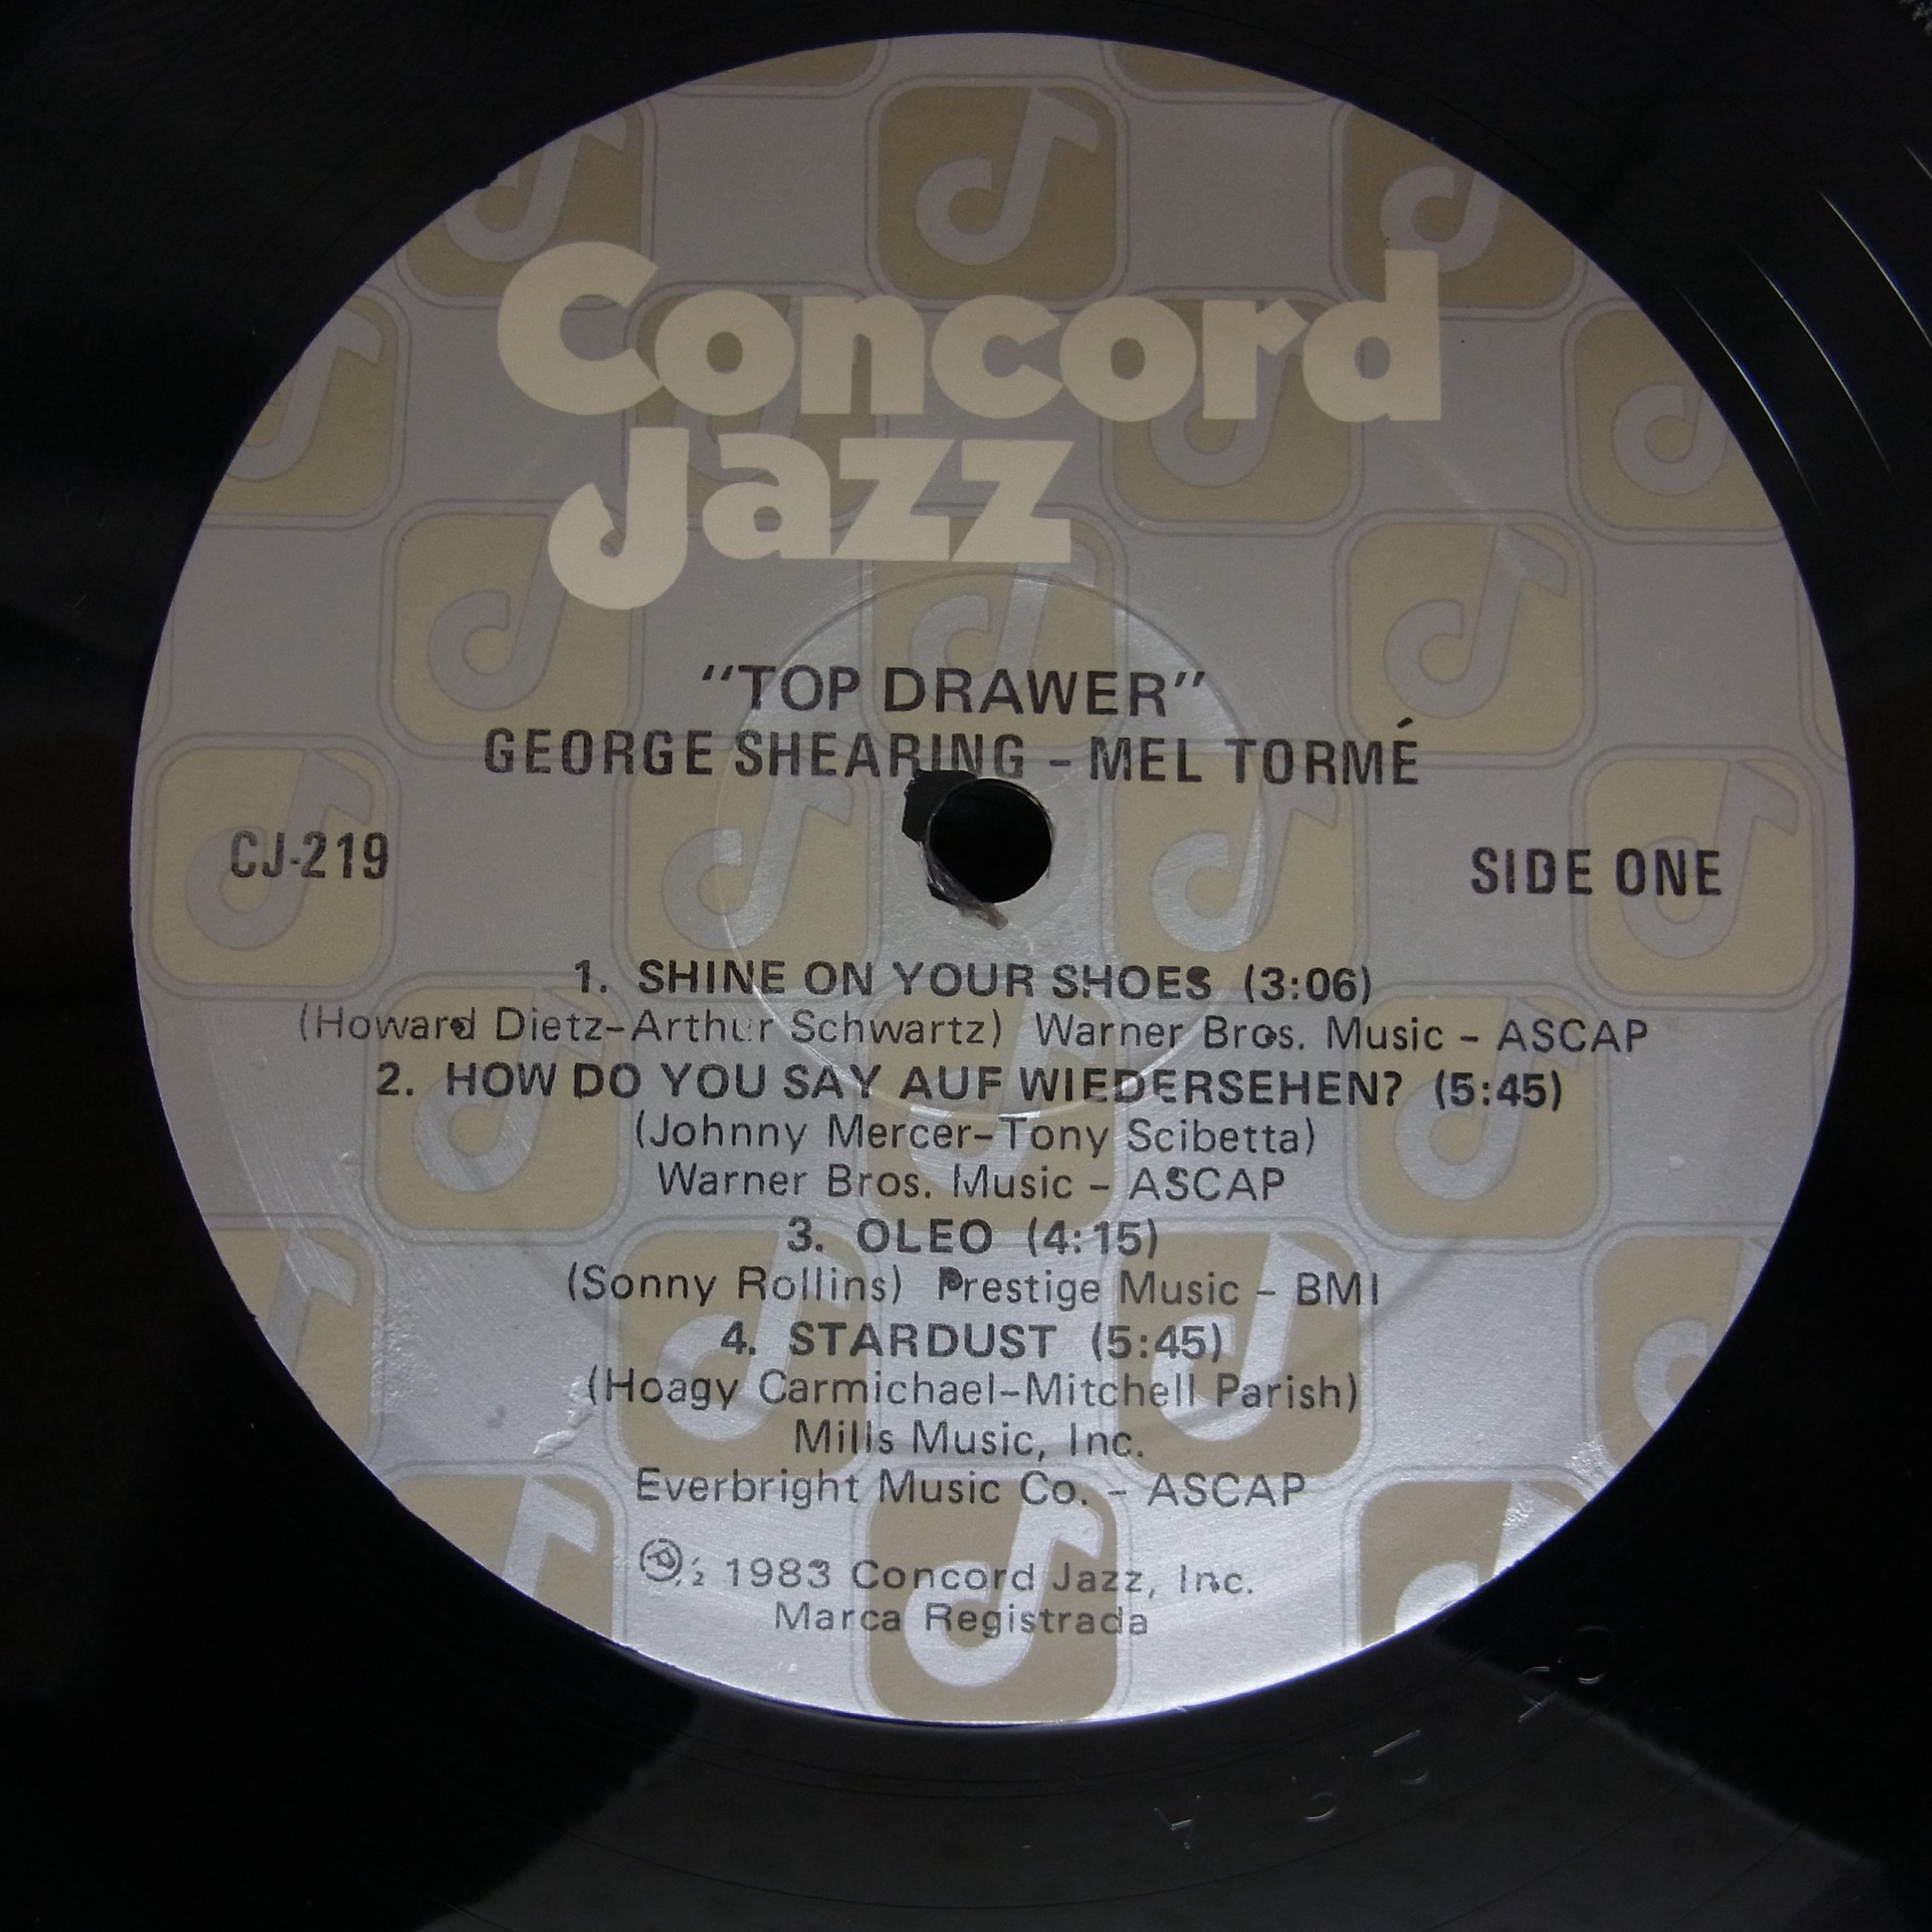 Concord
Jazz
"TOP DRAWER"
GEORGE SHEARING - MEL TORMÉ
CJ-219
SIDE ONE
1. SHINE ON YOUR SHOES (3:06)
(Howard Dietz-Arthur Schwartz) Warner Bros. Music - ASCAP
2. HOW DO YOU SAY AUF WIEDERSEHEN? (5:45)
(Johnny Mercer-Tony Scibetta)
Warner Bros. Music - ASCAP
3. OLEO (4:15)
(Sonny Rollins) Prestige Music - BMI
4. STARDUST (5:45)
(Hoagy Carmichael-Mitchell Parish)
Mills Music, Inc.
Everbright Music Co. - ASCAP
℗ 1983 Concord Jazz, Inc.
Marca Registrada